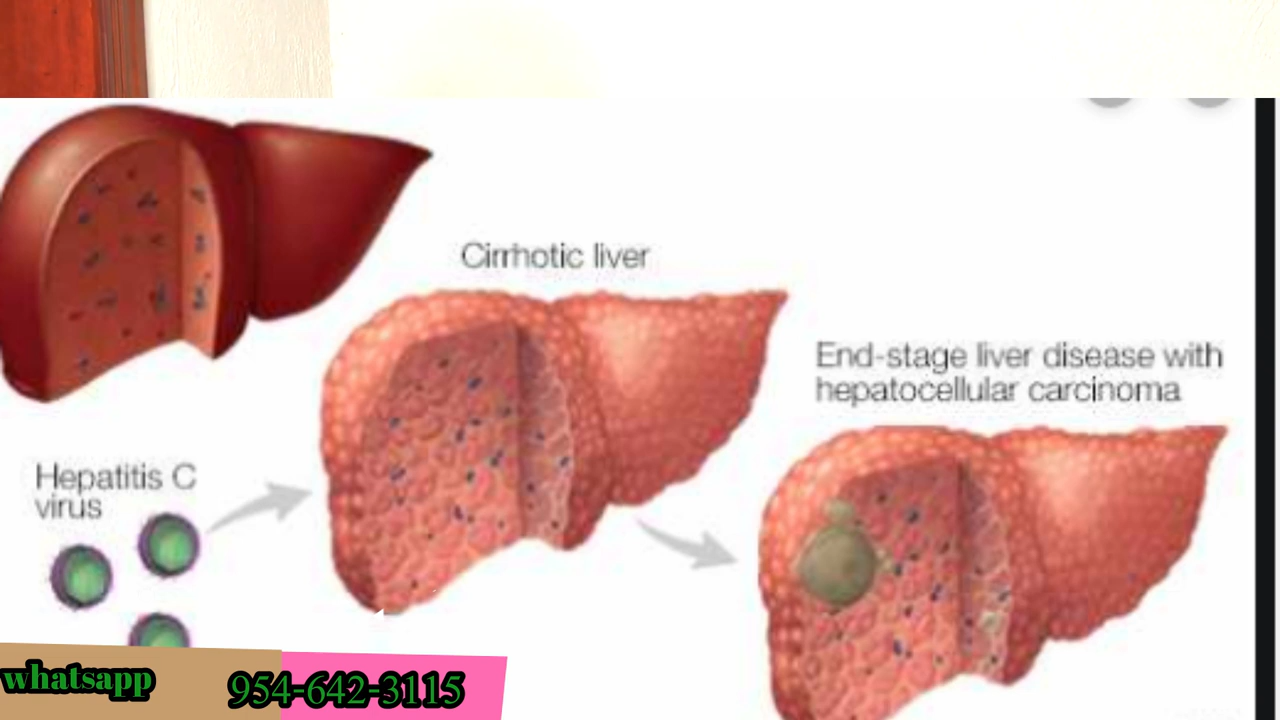 Cirrhotic liver
End-stage liver disease with
hepatocellular carcinoma
Hepatitis C
virus
whatsapp
954-642-3115